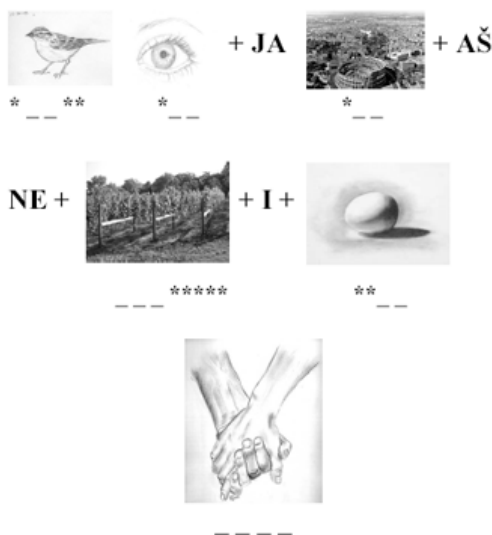 + JA + AŠ
* _ _ ** * _ _ * _ _
NE + + I +
_ _ _ ***** ** _ _
_ _ _ _